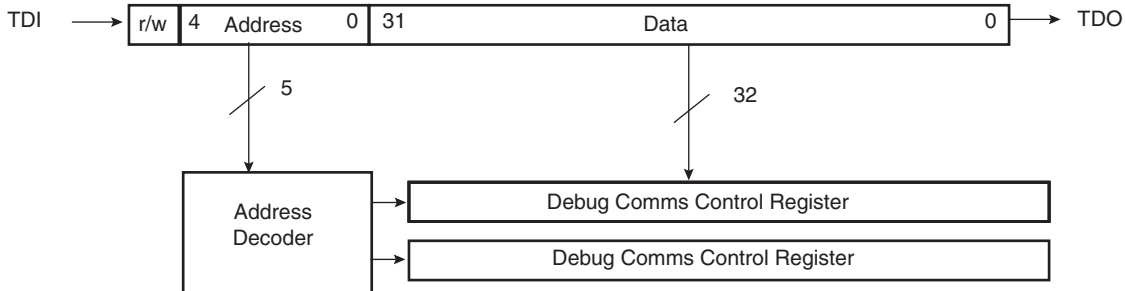 TDI r/w 4 Address 0 31 Data 0 TDO
5
32
Address
Decoder
Debug Comms Control Register
Debug Comms Control Register